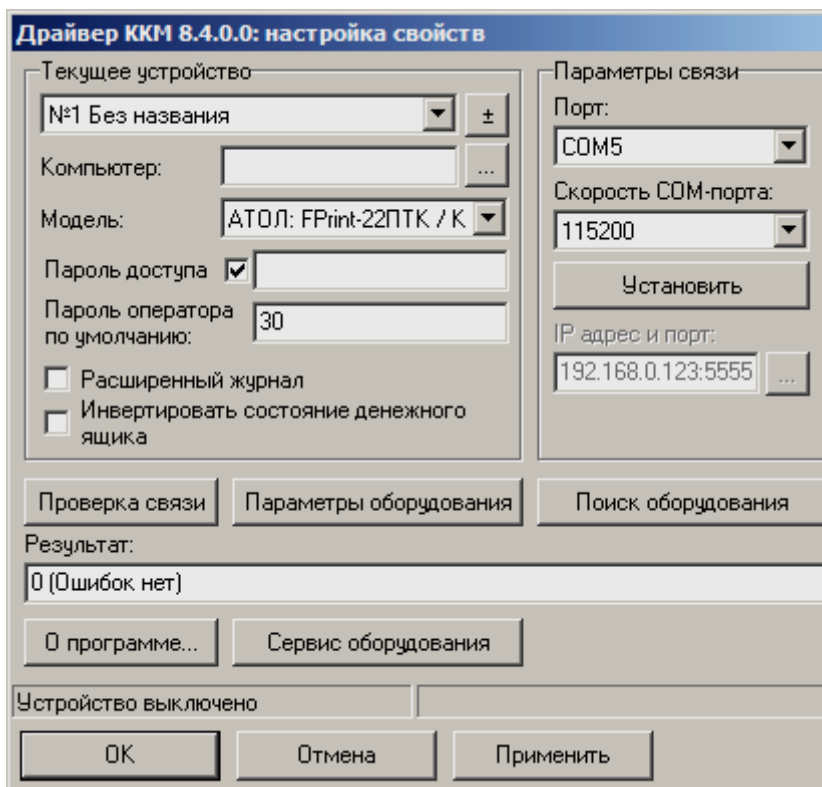 Драйвер ККМ 8.4.0.0: настройка свойств
Текущее устройство
№1 Без названия
±
Компьютер:
...
Модель:
АТОЛ: FPrint-22ПТК / К
Пароль доступа
Пароль оператора
по умолчанию:
30
Расширенный журнал
Инвертировать состояние денежного
ящика
Параметры связи
Порт:
COM5
Скорость COM-порта:
115200
Установить
IP адрес и порт:
192.168.0.123:5555
...
Проверка связи
Параметры оборудования
Поиск оборудования
Результат:
0 (Ошибок нет)
О программе...
Сервис оборудования
Устройство выключено
OK
Отмена
Применить